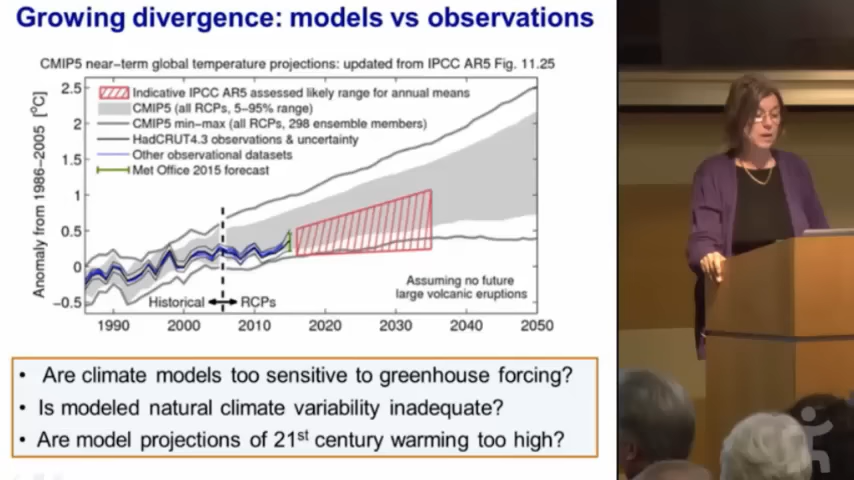 Growing divergence: models vs observations
CMIP5 near-term global temperature projections: updated from IPCC AR5 Fig. 11.25
Indicative IPCC AR5 assessed likely range for annual means
CMIP5 (all RCPs, 5-95% range)
CMIP5 min-max (all RCPs, 298 ensemble members)
HadCRUT4.3 observations & uncertainty
Other observational datasets
Met Office 2015 forecast
Anomaly from 1986-2005 [°C]
2.5
2
1.5
1
0.5
0
-0.5
Historical
RCPs
Assuming no future
large volcanic eruptions
1990
2000
2010
2020
2030
2040
2050
• Are climate models too sensitive to greenhouse forcing?
• Is modeled natural climate variability inadequate?
• Are model projections of 21st century warming too high?